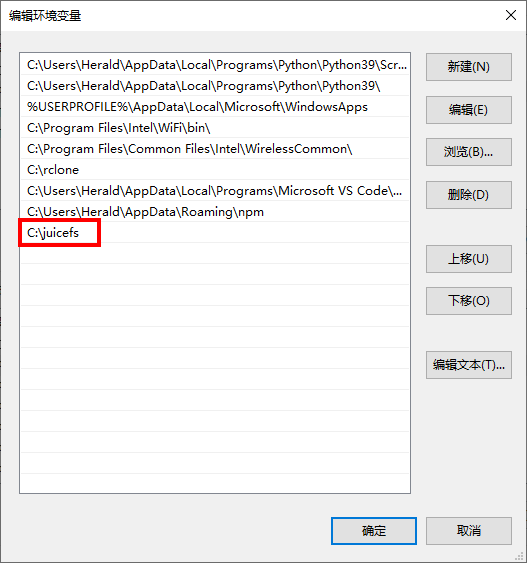 编辑环境变量
C:\Users\Herald\AppData\Local\Programs\Python\Python39\Scr...
C:\Users\Herald\AppData\Local\Programs\Python\Python39\
%USERPROFILE%\AppData\Local\Microsoft\WindowsApps
C:\Program Files\Intel\WiFi\bin\
C:\Program Files\Common Files\Intel\WirelessCommon\
C:\rclone
C:\Users\Herald\AppData\Local\Programs\Microsoft VS Code\...
C:\Users\Herald\AppData\Roaming\npm
C:\juicefs
新建(N)
编辑(E)
浏览(B)...
删除(D)
上移(U)
下移(O)
编辑文本(T)...
确定
取消